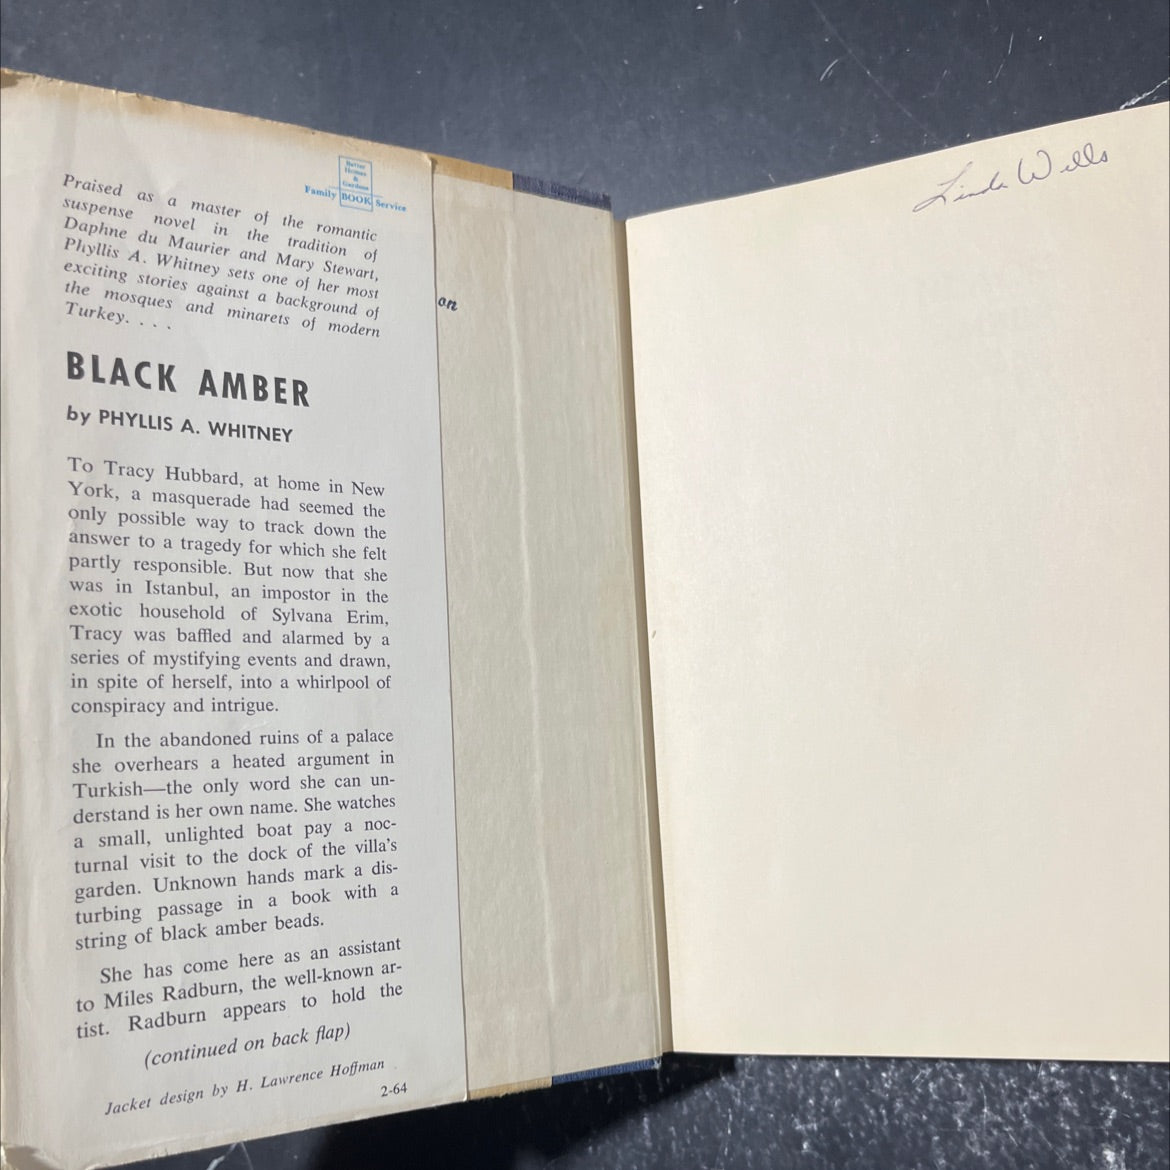 Better
Homes
&
Gardens
Family BOOK Service
Praised as a master of the romantic
suspense novel in the tradition of
Daphne du Maurier and Mary Stewart,
Phyllis A. Whitney sets one of her most
exciting stories against a background of
the mosques and minarets of modern
Turkey. . . .
BLACK AMBER
by PHYLLIS A. WHITNEY
To Tracy Hubbard, at home in New
York, a masquerade had seemed the
only possible way to track down the
answer to a tragedy for which she felt
partly responsible. But now that she
was in Istanbul, an impostor in the
exotic household of Sylvana Erim,
Tracy was baffled and alarmed by a
series of mystifying events and drawn,
in spite of herself, into a whirlpool of
conspiracy and intrigue.
In the abandoned ruins of a palace
she overhears a heated argument in
Turkish—the only word she can un-
derstand is her own name. She watches
a small, unlighted boat pay a noc-
turnal visit to the dock of the villa's
garden. Unknown hands mark a dis-
turbing passage in a book with a
string of black amber beads.
She has come here as an assistant
to Miles Radburn, the well-known ar-
tist. Radburn appears to hold the
(continued on back flap)
Jacket design by H. Lawrence Hoffman
2-64
on
Linda Wells